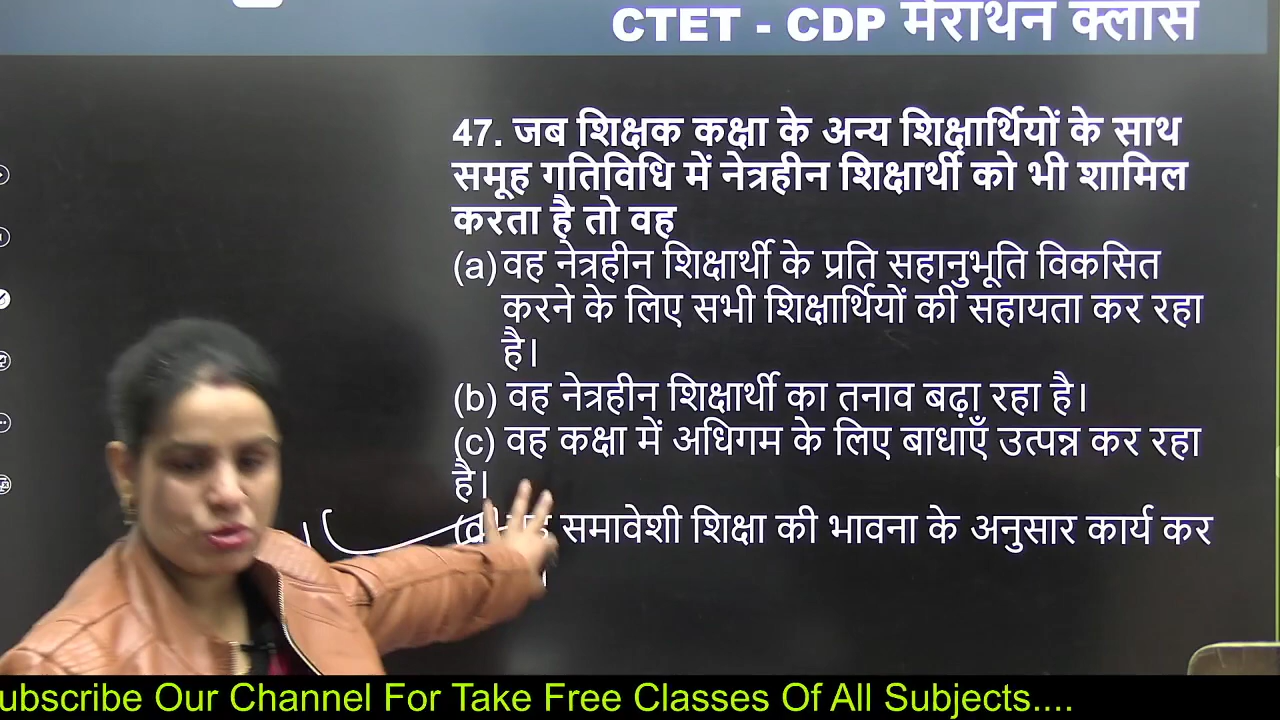 CTET - CDP मैराथन क्लास
47. जब शिक्षक कक्षा के अन्य शिक्षार्थियों के साथ
समूह गतिविधि में नेत्रहीन शिक्षार्थी को भी शामिल
करता है तो वह
(a) वह नेत्रहीन शिक्षार्थी के प्रति सहानुभूति विकसित
करने के लिए सभी शिक्षार्थियों की सहायता कर रहा
है।
(b) वह नेत्रहीन शिक्षार्थी का तनाव बढ़ा रहा है।
(c) वह कक्षा में अधिगम के लिए बाधाएँ उत्पन्न कर रहा
है।
समावेशी शिक्षा की भावना के अनुसार कार्य कर
ubscribe Our Channel For Take Free Classes Of All Subjects....